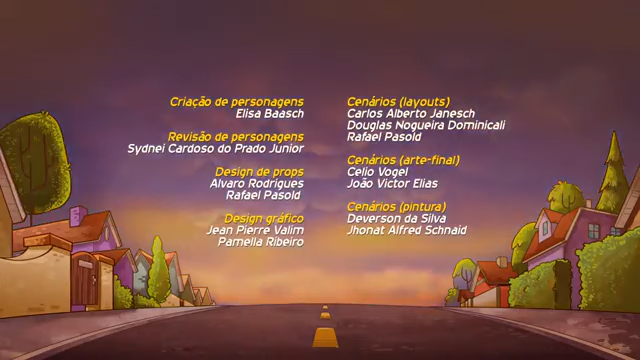 Criação de personagens
Elisa Baasch
Revisão de personagens
Sydnei Cardoso do Prado Junior
Design de props
Alvaro Rodrigues
Rafael Pasold
Design gráfico
Jean Pierre Valim
Pamella Ribeiro
Cenários (layouts)
Carlos Alberto Janesch
Douglas Nogueira Dominicali
Rafael Pasold
Cenários (arte-final)
Celio Vogel
João Victor Elias
Cenários (pintura)
Deverson da Silva
Jhonat Alfred Schnaid